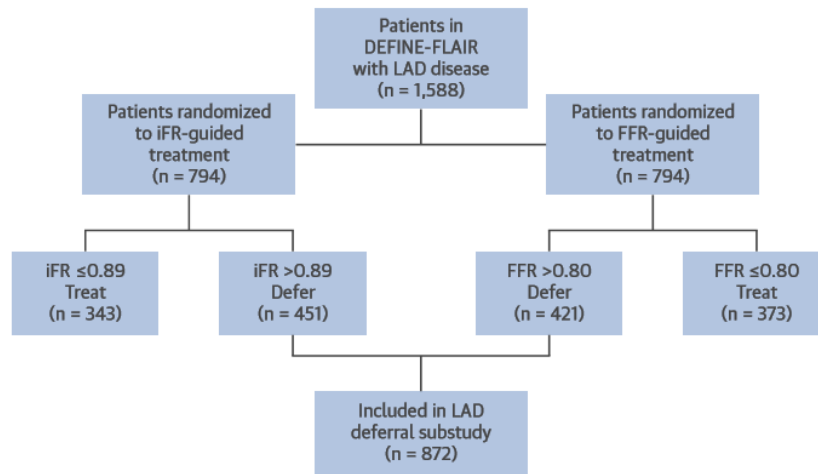 Patients in
DEFINE-FLAIR
with LAD disease
(n = 1,588)
Patients randomized
to iFR-guided
treatment
(n = 794)
Patients randomized
to FFR-guided
treatment
(n = 794)
iFR ≤0.89
Treat
(n = 343)
iFR >0.89
Defer
(n = 451)
FFR >0.80
Defer
(n = 421)
FFR ≤0.80
Treat
(n = 373)
Included in LAD
deferral substudy
(n = 872)